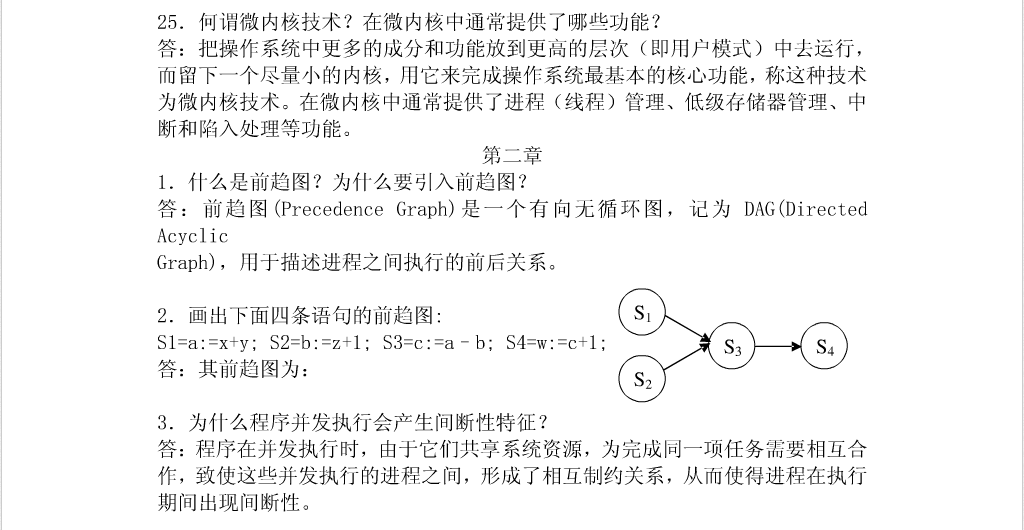 25. 何谓微内核技术？在微内核中通常提供了哪些功能？
答：把操作系统中更多的成分和功能放到更高的层次（即用户模式）中去运行，
而留下一个尽量小的内核，用它来完成操作系统最基本的核心功能，称这种技术
为微内核技术。在微内核中通常提供了进程（线程）管理、低级存储器管理、中
断和陷入处理等功能。
第二章
1. 什么是前趋图？为什么要引入前趋图？
答：前趋图(Precedence Graph)是一个有向无循环图，记为 DAG(Directed
Acyclic
Graph)，用于描述进程之间执行的前后关系。
2. 画出下面四条语句的前趋图:
S1=a:=x+y; S2=b:=z+1; S3=c:=a–b; S4=w:=c+1;
答：其前趋图为：
S1
S2
S3
S4
3. 为什么程序并发执行会产生间断性特征？
答：程序在并发执行时，由于它们共享系统资源，为完成同一项任务需要相互合
作，致使这些并发执行的进程之间，形成了相互制约关系，从而使得进程在执行
期间出现间断性。